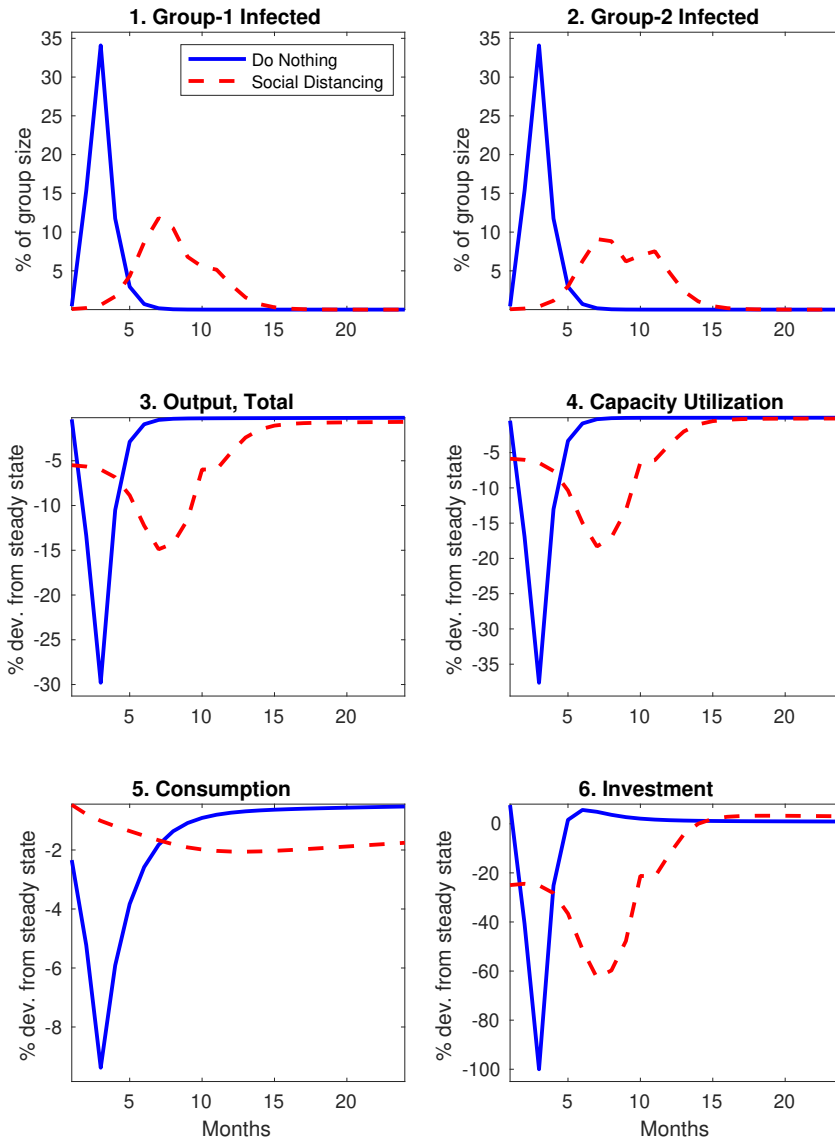 1. Group-1 Infected
35
30
25
20
15
10
5
% of group size
Do Nothing
Social Distancing
5 10 15 20
2. Group-2 Infected
35
30
25
20
15
10
5
% of group size
5 10 15 20
3. Output, Total
-5
-10
-15
-20
-25
-30
% dev. from steady state
5 10 15 20
4. Capacity Utilization
-5
-10
-15
-20
-25
-30
-35
% dev. from steady state
5 10 15 20
5. Consumption
-2
-4
-6
-8
% dev. from steady state
5 10 15 20
Months
6. Investment
0
-20
-40
-60
-80
-100
% dev. from steady state
5 10 15 20
Months